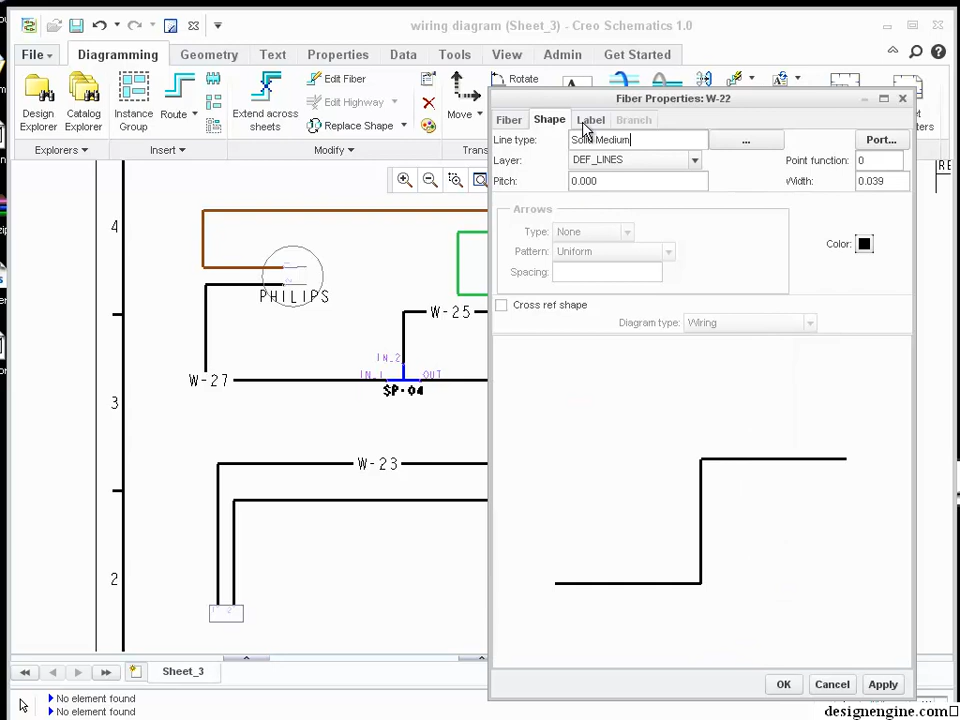 wiring diagram (Sheet_3) - Creo Schematics 1.0
File Diagramming Geometry Text Properties Data Tools View Admin Get Started
Design Explorer
Catalog Explorer
Instance Group
Route
Extend across sheets
Edit Fiber
Edit Highway
Replace Shape
Move
Rotate
Explorers
Modify
Fiber Properties: W-22
Fiber Shape Label Branch
Line type: Solid Medium ... Port...
Layer: DEF_LINES Point function: 0
Pitch: 0.000 Width: 0.039
Arrows
Type: None
Pattern: Uniform
Spacing:
Color:
Cross ref shape
Diagram type: Wiring
OK Cancel Apply
4
PHILIPS
W-25
IN_2
W-27
IN_1 OUT
SP-04
3
W-23
2
1 2
Sheet_3
No element found
No element found
designengine.com